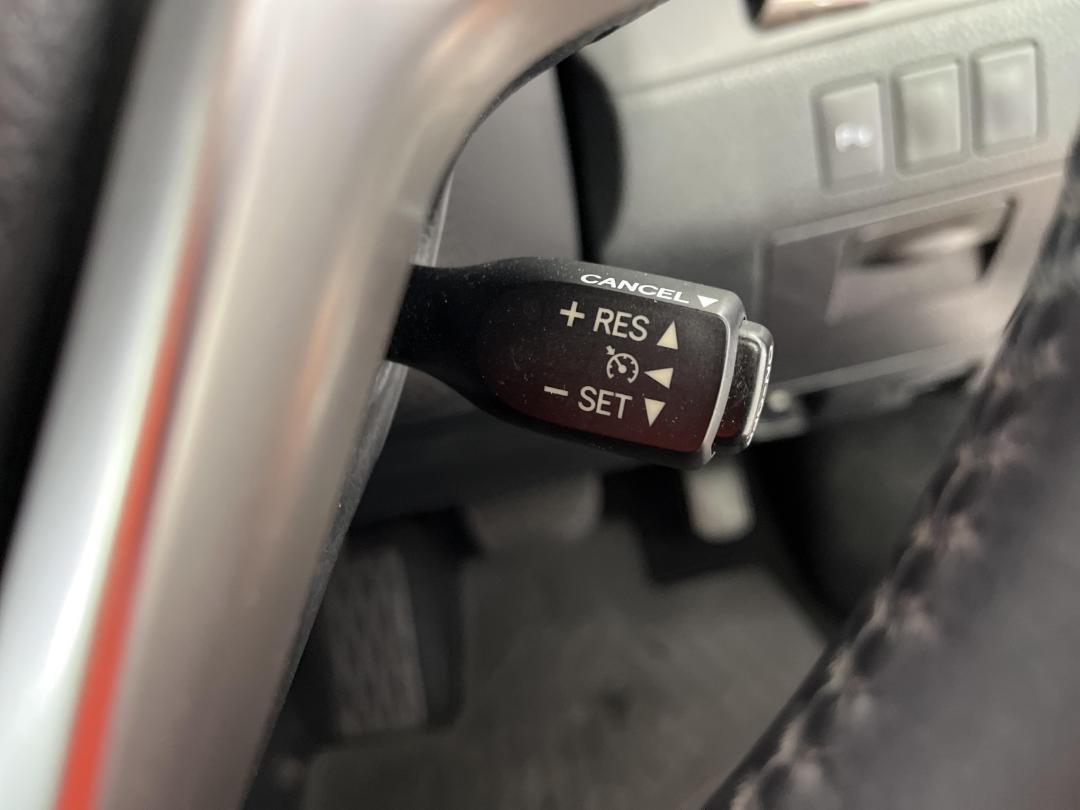 CANCEL ▼
+ RES ▲
◀
− SET ▼